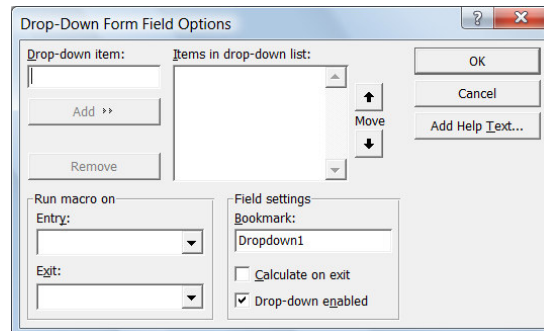 Drop-Down Form Field Options
?
Drop-down item:
Items in drop-down list:
OK
Add
Cancel
Move
Add Help Text...
Remove
Run macro on
Entry:
Exit:
Field settings
Bookmark:
Dropdown1
Calculate on exit
Drop-down enabled